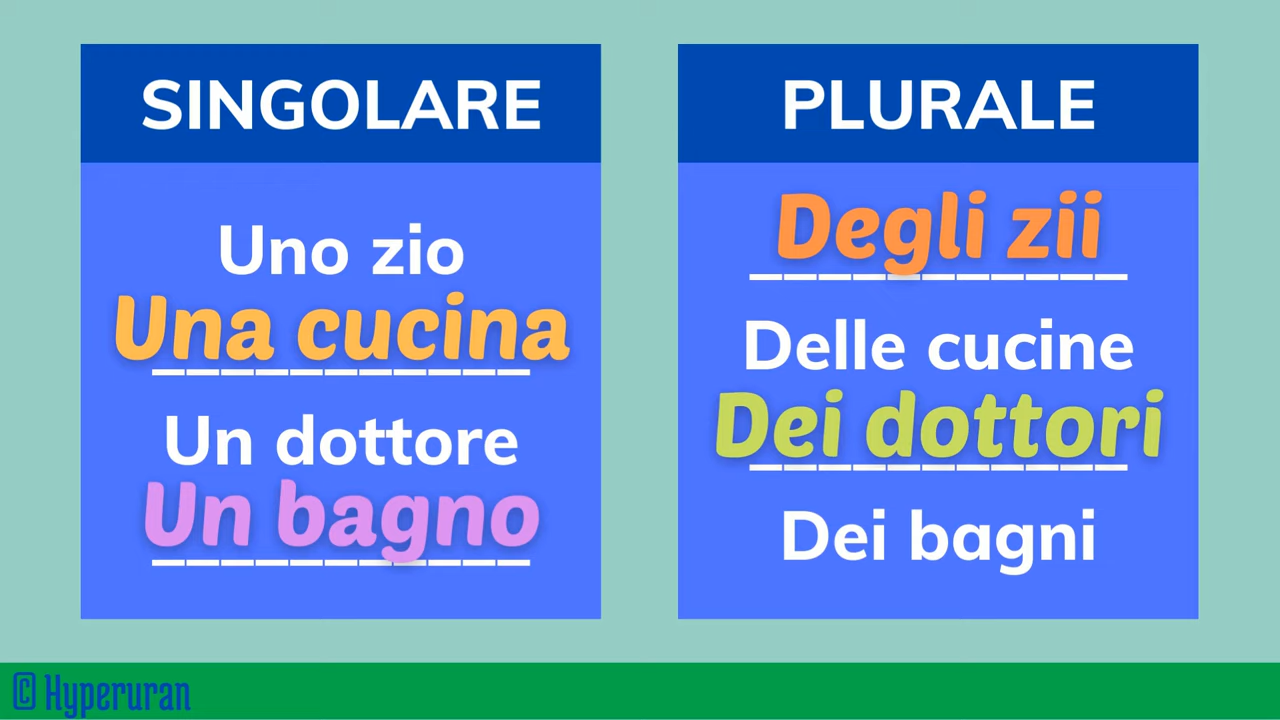 SINGOLARE
Uno zio
Una cucina
Un dottore
Un bagno
PLURALE
Degli zii
Delle cucine
Dei dottori
Dei bagni
© Hyperuran